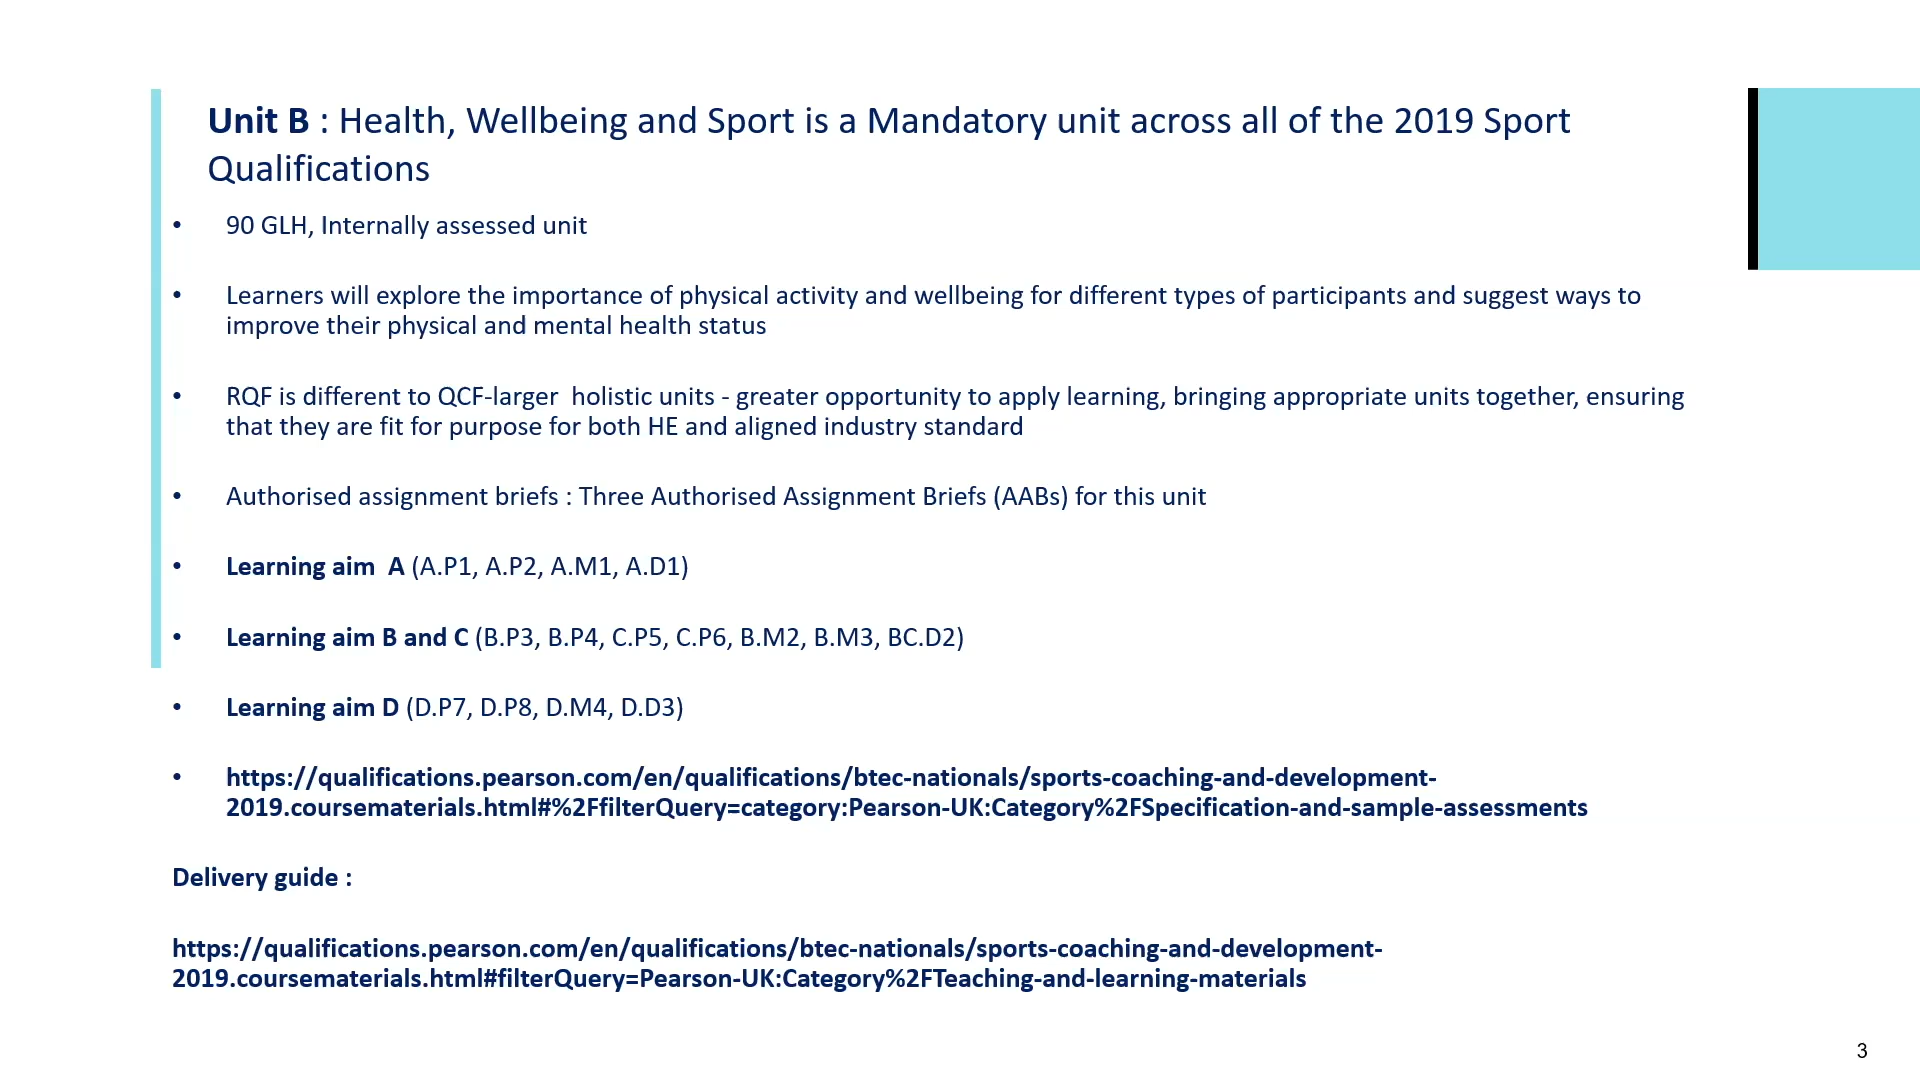 Unit B : Health, Wellbeing and Sport is a Mandatory unit across all of the 2019 Sport
Qualifications
• 90 GLH, Internally assessed unit
• Learners will explore the importance of physical activity and wellbeing for different types of participants and suggest ways to
improve their physical and mental health status
• RQF is different to QCF-larger  holistic units - greater opportunity to apply learning, bringing appropriate units together, ensuring
that they are fit for purpose for both HE and aligned industry standard
• Authorised assignment briefs : Three Authorised Assignment Briefs (AABs) for this unit
• Learning aim  A (A.P1, A.P2, A.M1, A.D1)
• Learning aim B and C (B.P3, B.P4, C.P5, C.P6, B.M2, B.M3, BC.D2)
• Learning aim D (D.P7, D.P8, D.M4, D.D3)
• https://qualifications.pearson.com/en/qualifications/btec-nationals/sports-coaching-and-development-
2019.coursematerials.html#%2FfilterQuery=category:Pearson-UK:Category%2FSpecification-and-sample-assessments
Delivery guide :
https://qualifications.pearson.com/en/qualifications/btec-nationals/sports-coaching-and-development-
2019.coursematerials.html#filterQuery=Pearson-UK:Category%2FTeaching-and-learning-materials
3